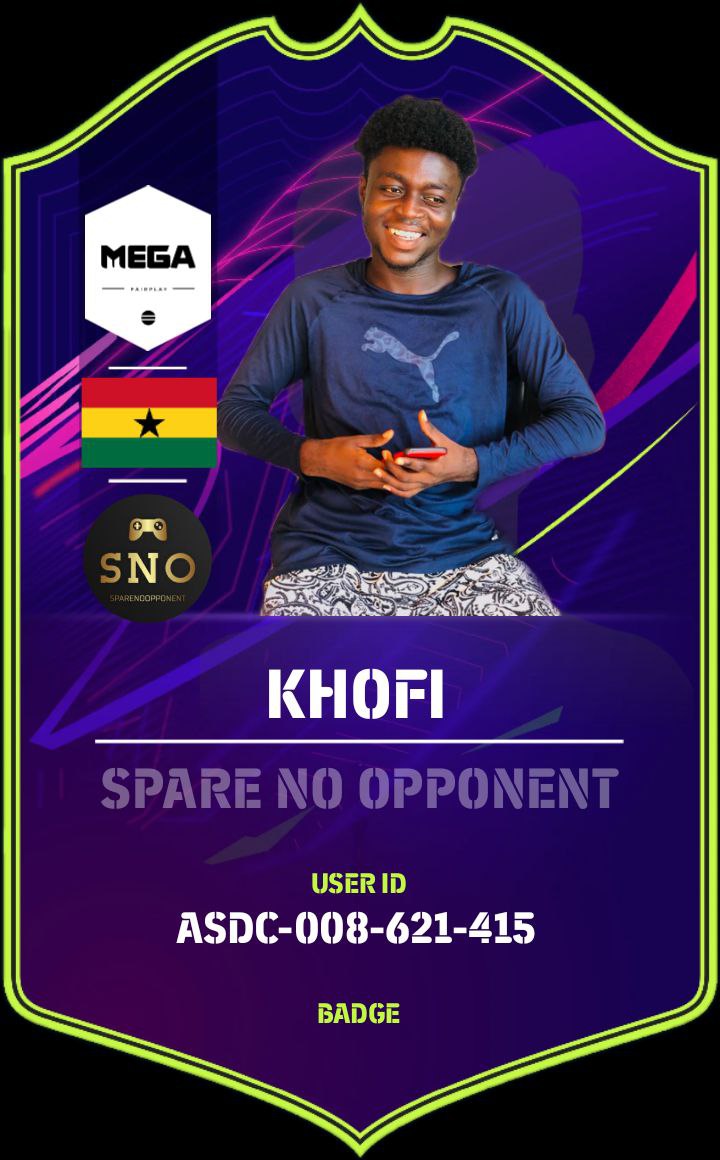 MEGA
FAIRPLAY
SNO
SPARENOOPPONENT
KHOFI
SPARE NO OPPONENT
USER ID
ASDC-008-621-415
BADGE